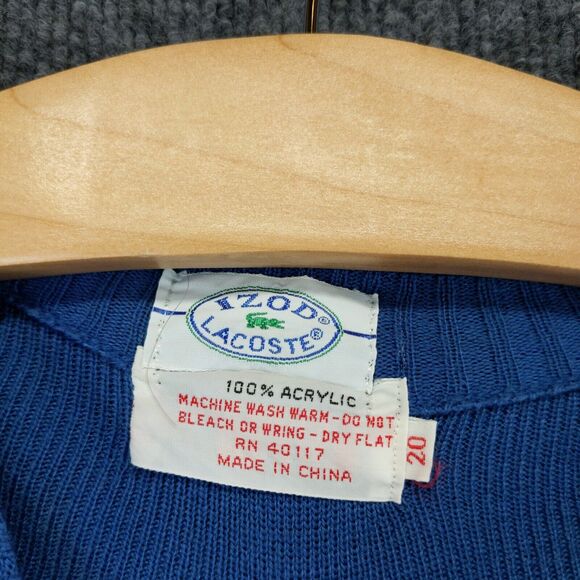 IZOD®
LACOSTE®
100% ACRYLIC
MACHINE WASH WARM-DO NOT
BLEACH OR WRING - DRY FLAT
RN 40117
MADE IN CHINA
20